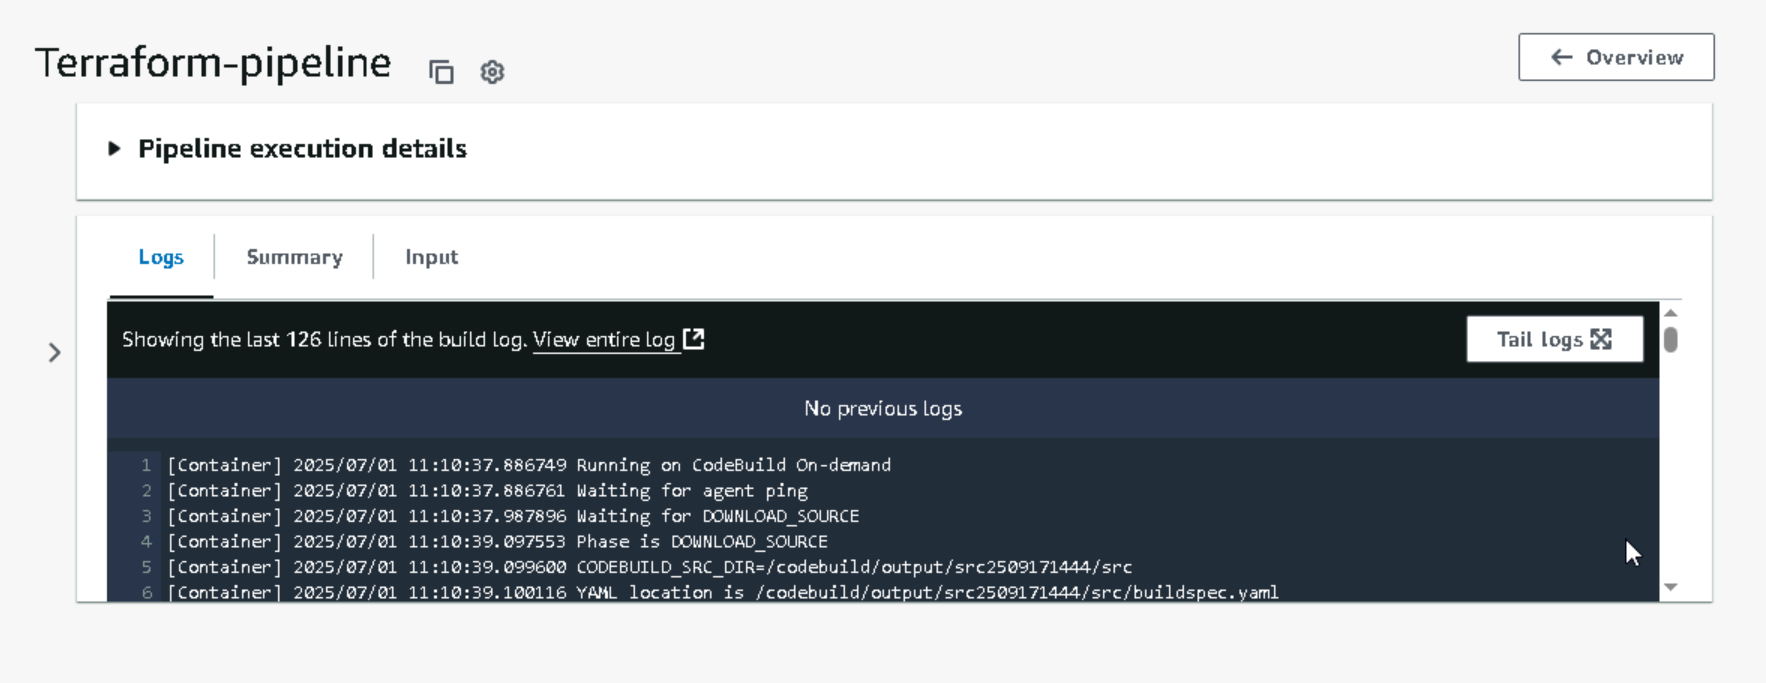 Terraform-pipeline
Overview
Pipeline execution details
Logs Summary Input
Showing the last 126 lines of the build log. View entire log
Tail logs
No previous logs
1 [Container] 2025/07/01 11:10:37.886749 Running on CodeBuild On-demand
2 [Container] 2025/07/01 11:10:37.886761 Waiting for agent ping
3 [Container] 2025/07/01 11:10:37.987896 Waiting for DOWNLOAD_SOURCE
4 [Container] 2025/07/01 11:10:39.097553 Phase is DOWNLOAD_SOURCE
5 [Container] 2025/07/01 11:10:39.099600 CODEBUILD_SRC_DIR=/codebuild/output/src2509171444/src
6 [Container] 2025/07/01 11:10:39.100116 YAML location is /codebuild/output/src2509171444/src/buildspec.yaml